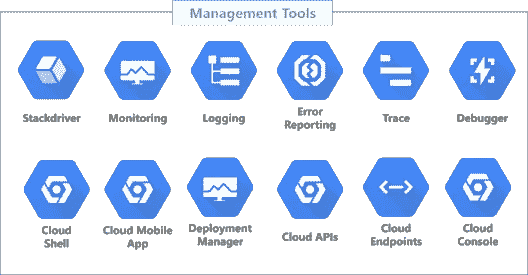 Management Tools
Stackdriver
Monitoring
Logging
Error
Reporting
Trace
Debugger
Cloud
Shell
Cloud Mobile
App
Deployment
Manager
Cloud APIs
Cloud
Endpoints
Cloud
Console